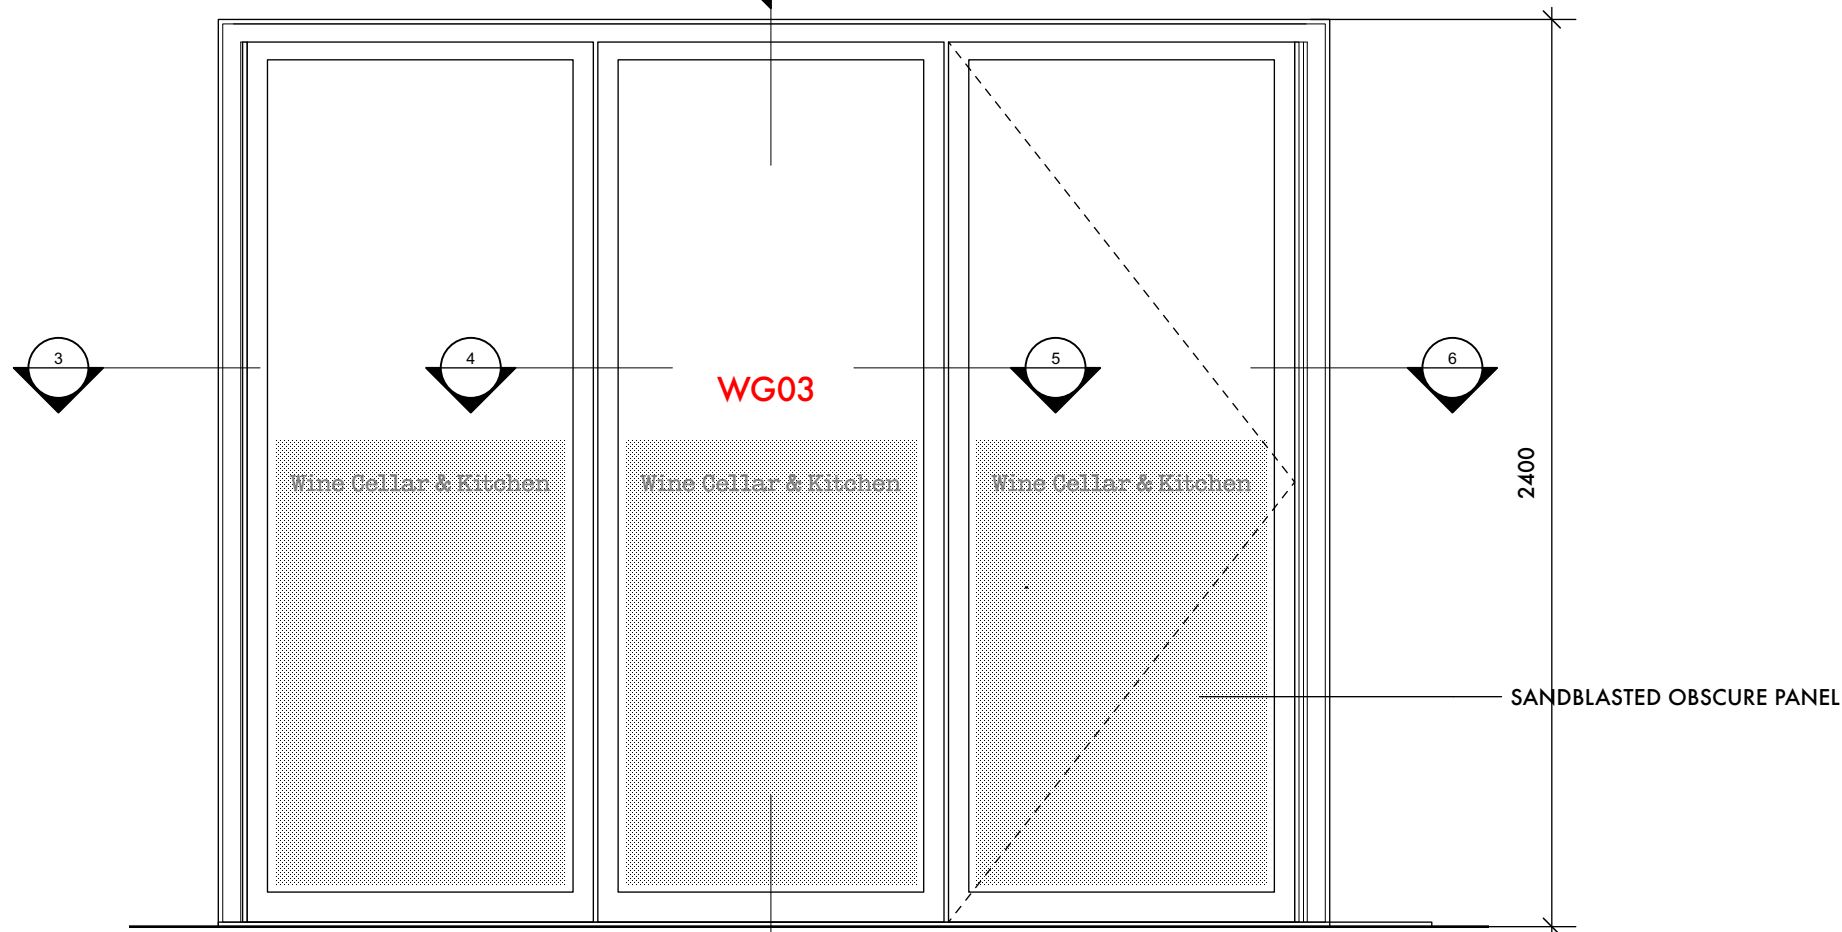 3
4
5
6
WG03
2400
Wine Cellar & Kitchen
Wine Cellar & Kitchen
Wine Cellar & Kitchen
SANDBLASTED OBSCURE PANEL